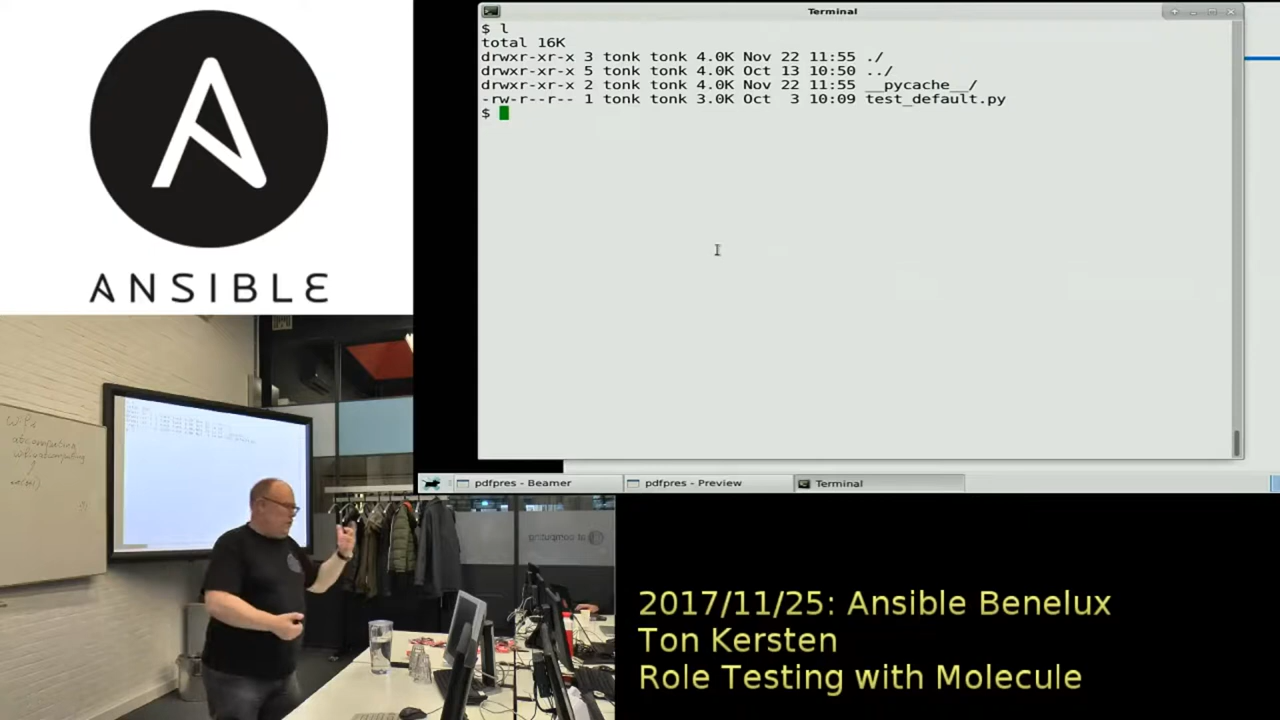 ANSIBLE
Terminal
$ l
total 16K
drwxr-xr-x 3 tonk tonk 4.0K Nov 22 11:55 ./
drwxr-xr-x 5 tonk tonk 4.0K Oct 13 10:50 ../
drwxr-xr-x 2 tonk tonk 4.0K Nov 22 11:55 __pycache__/
-rw-r--r-- 1 tonk tonk 3.0K Oct  3 10:09 test_default.py
$
pdfpres - Beamer
pdfpres - Preview
Terminal
at computing
2017/11/25: Ansible Benelux
Ton Kersten
Role Testing with Molecule